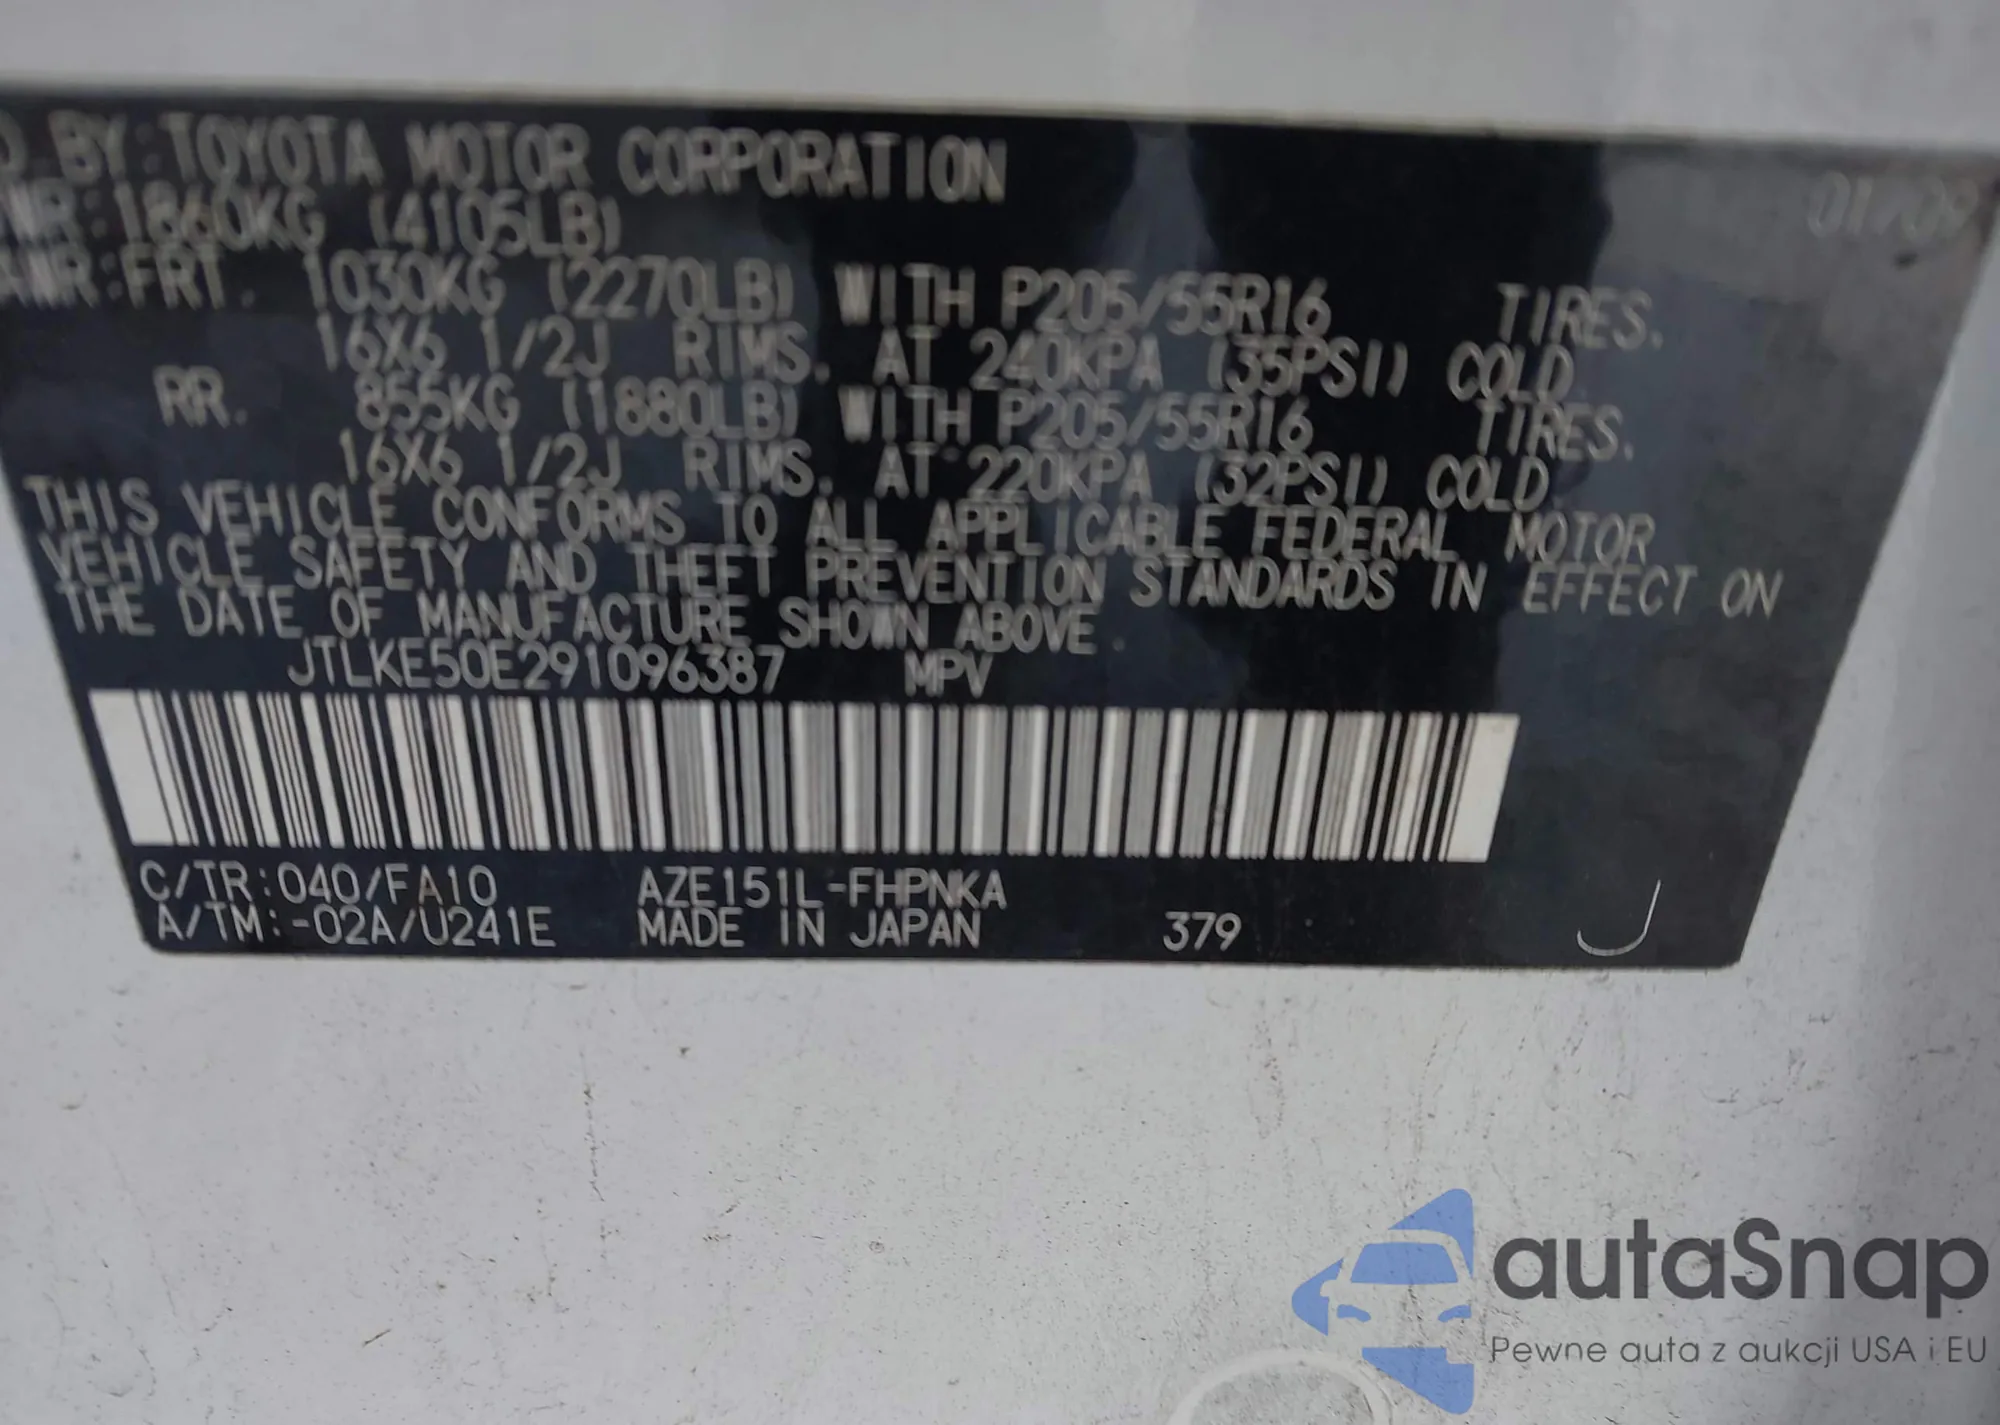 BY:TOYOTA MOTOR CORPORATION 01/09
WR:1860KG (4105LB)
AWR:FRT. 1030KG (2270LB) WITH P205/55R16 TIRES.
16X6 1/2J RIMS. AT 240KPA (35PSI) COLD.
RR. 855KG (1880LB) WITH P205/55R16 TIRES.
16X6 1/2J RIMS. AT 220KPA (32PSI) COLD.
THIS VEHICLE CONFORMS TO ALL APPLICABLE FEDERAL MOTOR
VEHICLE SAFETY AND THEFT PREVENTION STANDARDS IN EFFECT ON
THE DATE OF MANUFACTURE SHOWN ABOVE.
JTLKE50E291096387 MPV
C/TR:040/FA10 AZE151L-FHPNKA
A/TM:-02A/U241E MADE IN JAPAN 379 J
autaSnap
Pewne auta z aukcji USA i EU